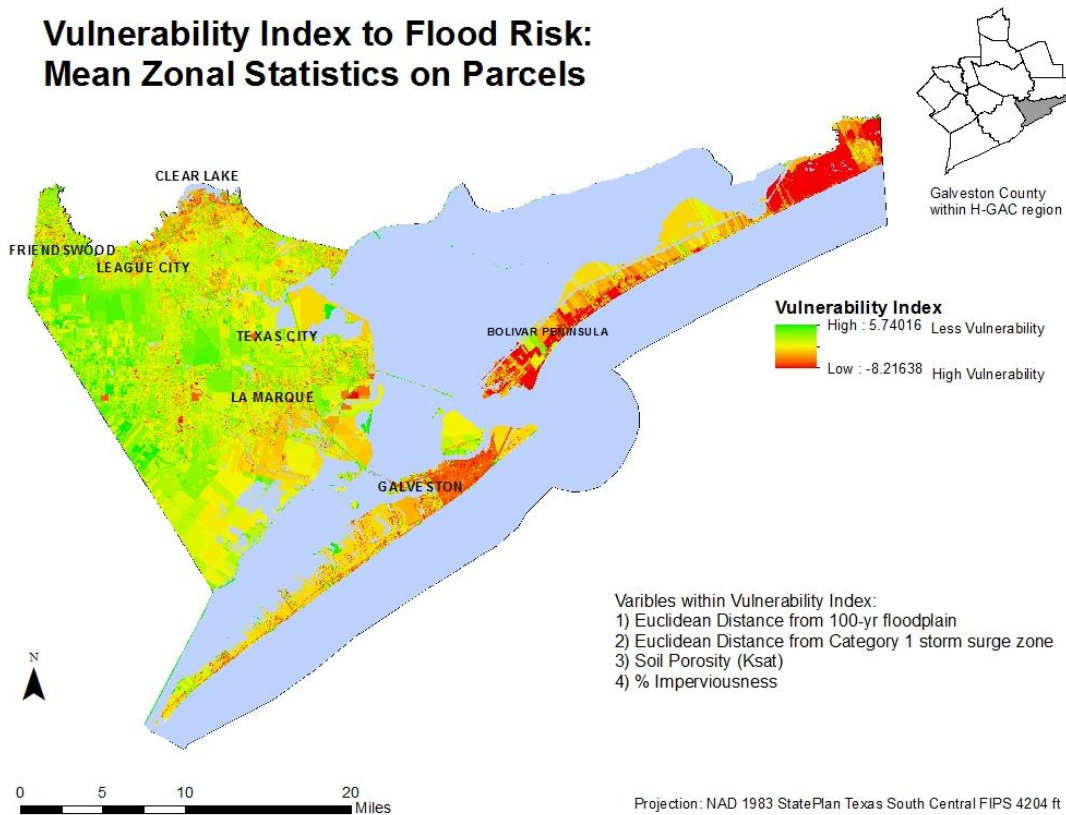 Vulnerability Index to Flood Risk:
Mean Zonal Statistics on Parcels
Galveston County
within H-GAC region
CLEAR LAKE
FRIENDSWOOD
LEAGUE CITY
TEXAS CITY
BOLIVAR PENINSULA
LA MARQUE
GALVESTON
Vulnerability Index
High : 5.74016 Less Vulnerability
Low : -8.21638 High Vulnerability
Varibles within Vulnerability Index:
1) Euclidean Distance from 100-yr floodplain
2) Euclidean Distance from Category 1 storm surge zone
3) Soil Porosity (Ksat)
4) % Imperviousness
N
0 5 10 20
Miles
Projection: NAD 1983 StatePlan Texas South Central FIPS 4204 ft